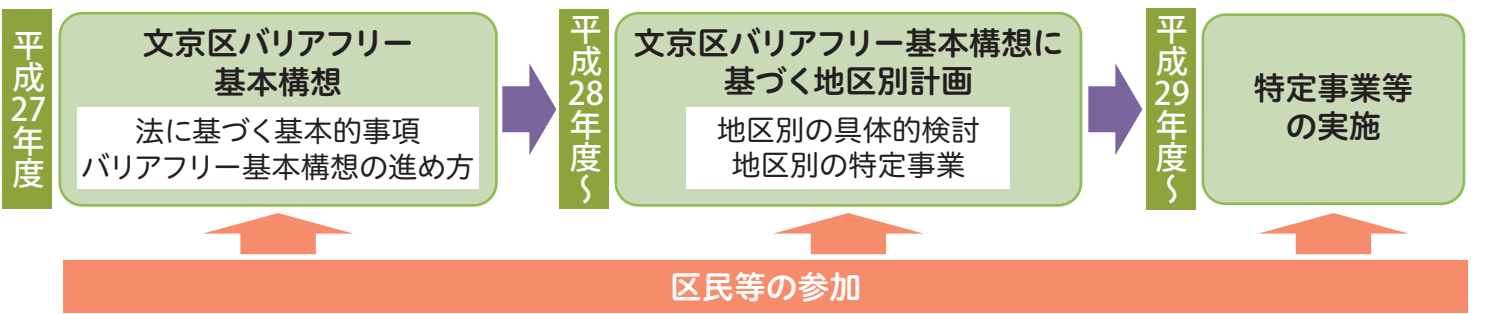 平成27年度
文京区バリアフリー
基本構想
法に基づく基本的事項
バリアフリー基本構想の進め方
平成28年度～
文京区バリアフリー基本構想に
基づく地区別計画
地区別の具体的検討
地区別の特定事業
平成29年度～
特定事業等
の実施
区民等の参加